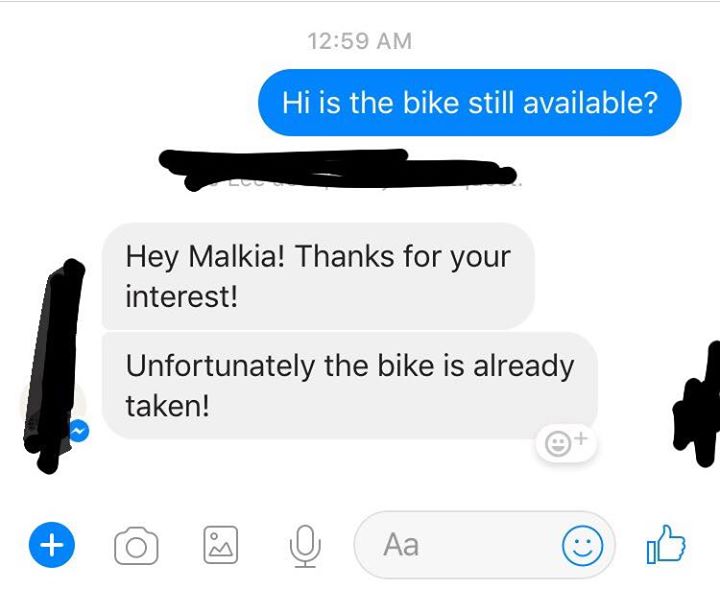 12:59 AM
Hi is the bike still available?
Hey Malkia! Thanks for your
interest!
Unfortunately the bike is already
taken!
Aa